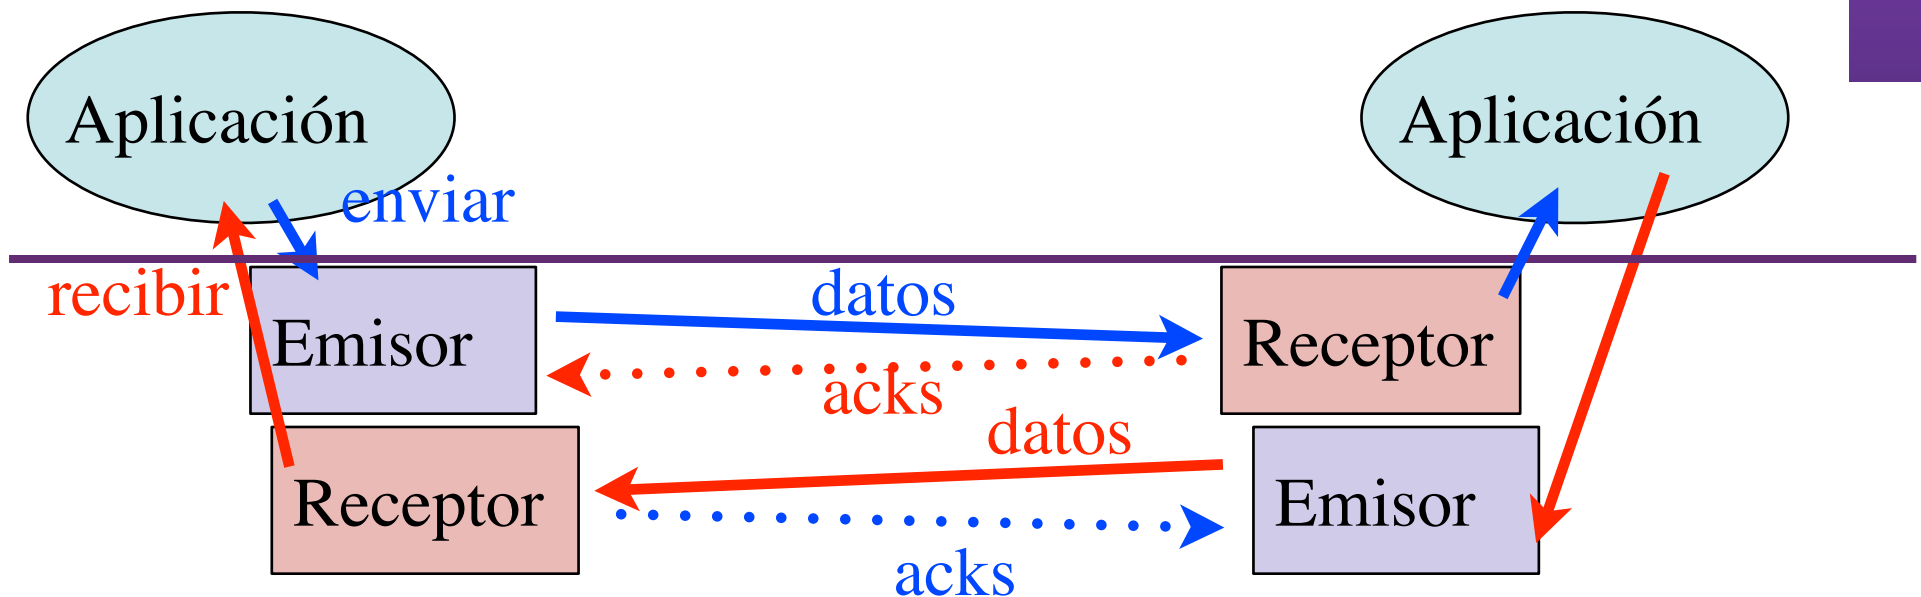 Aplicación
Aplicación
enviar
recibir
datos
Emisor
Receptor
acks
datos
Receptor
Emisor
acks